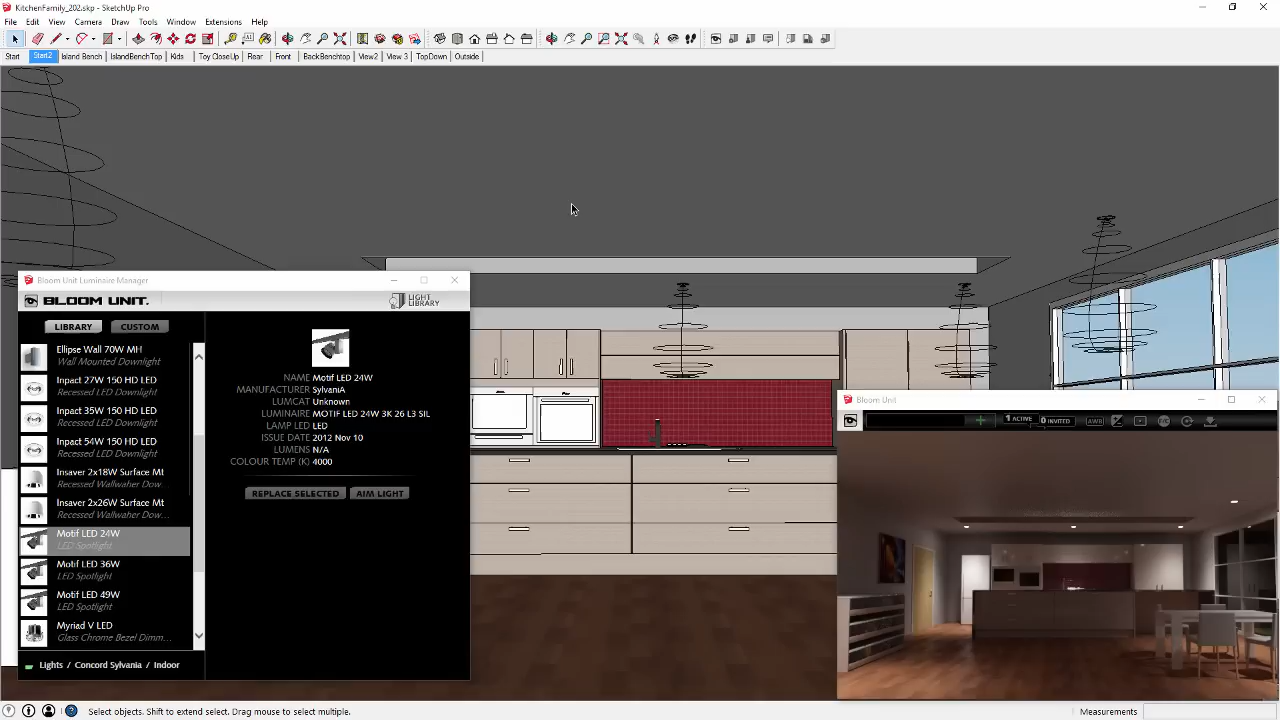 KitchenFamily_202.skp - SketchUp Pro
File Edit View Camera Draw Tools Window Extensions Help
Start Start2 Island Bench IslandBenchTop Kids Toy CloseUp Rear Front BackBenchtop View2 View 3 TopDown Outside
Bloom Unit Luminaire Manager
BLOOM UNIT.
LIGHT LIBRARY
LIBRARY CUSTOM
Ellipse Wall 70W MH
Wall Mounted Downlight
Inpact 27W 150 HD LED
Recessed LED Downlight
Inpact 35W 150 HD LED
Recessed LED Downlight
Inpact 54W 150 HD LED
Recessed LED Downlight
Insaver 2x18W Surface Mt
Recessed Wallwaher Dow...
Insaver 2x26W Surface Mt
Recessed Wallwaher Dow...
Motif LED 24W
LED Spotlight
Motif LED 36W
LED Spotlight
Motif LED 49W
LED Spotlight
Myriad V LED
Glass Chrome Bezel Dimm...
Lights / Concord Sylvania / Indoor
NAME Motif LED 24W
MANUFACTURER SylvaniA
LUMCAT Unknown
LUMINAIRE MOTIF LED 24W 3K 26 L3 SIL
LAMP LED LED
ISSUE DATE 2012 Nov 10
LUMENS N/A
COLOUR TEMP (K) 4000
REPLACE SELECTED AIM LIGHT
Bloom Unit
1 ACTIVE 0 INVITED AWR
Select objects. Shift to extend select. Drag mouse to select multiple.
Measurements